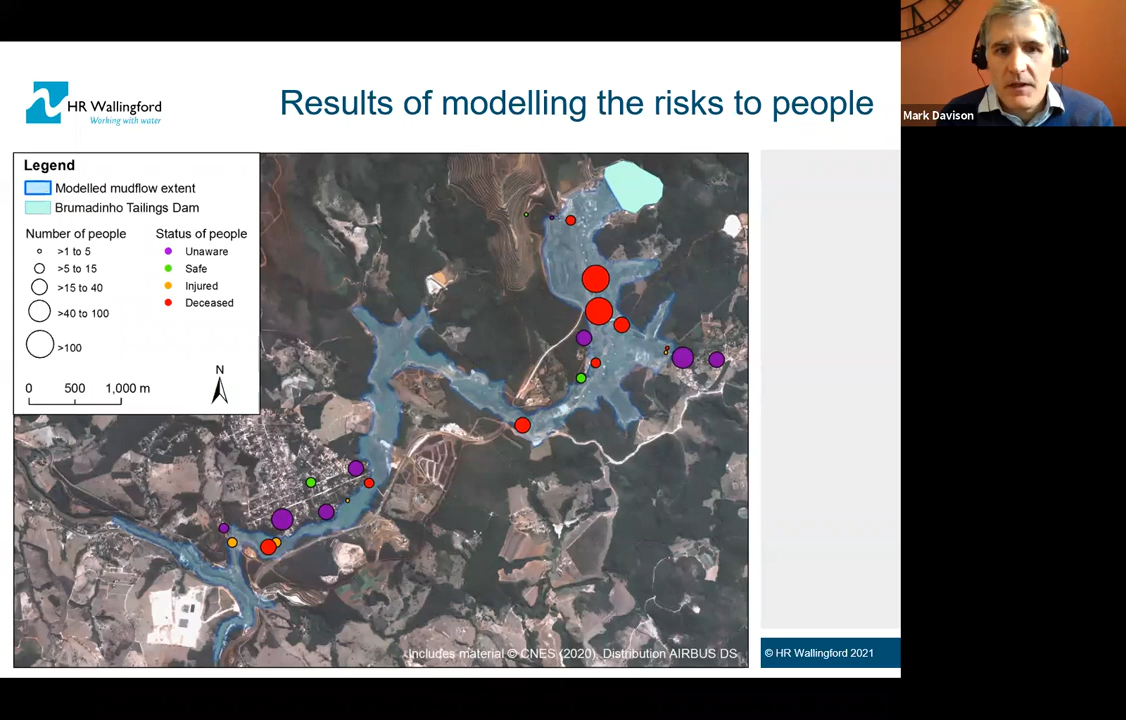 HR Wallingford
Working with water
Results of modelling the risks to people
Mark Davison
Legend
Modelled mudflow extent
Brumadinho Tailings Dam
Number of people
>1 to 5
>5 to 15
>15 to 40
>40 to 100
>100
Status of people
Unaware
Safe
Injured
Deceased
N
0 500 1,000 m
Includes material © CNES (2020), Distribution AIRBUS DS
© HR Wallingford 2021